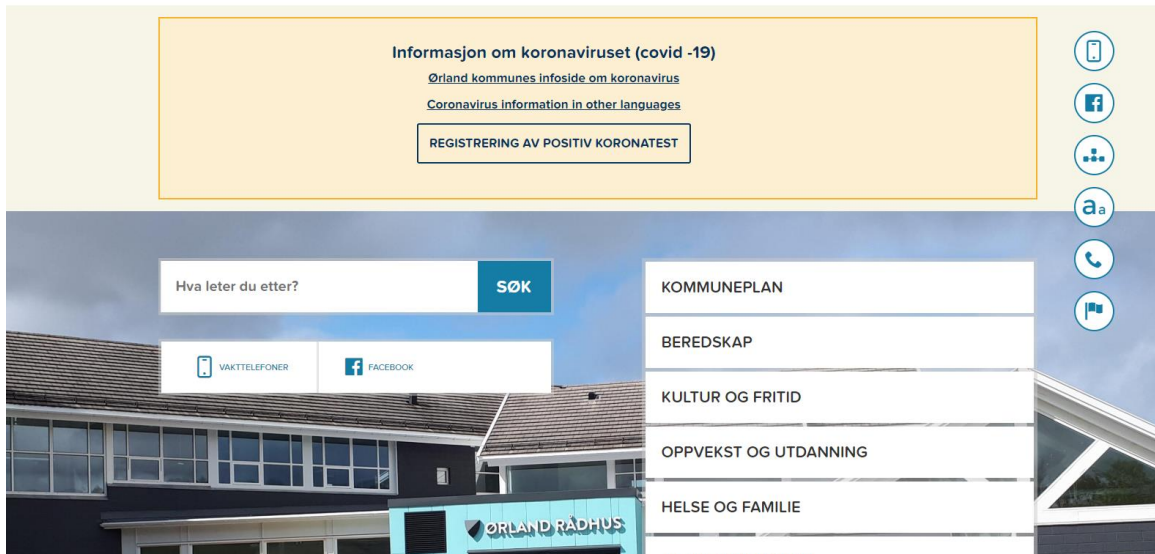 Informasjon om koronaviruset (covid -19)
Ørland kommunes infoside om koronavirus
Coronavirus information in other languages
REGISTRERING AV POSITIV KORONATEST
aa
Hva leter du etter?
SØK
VAKTTELEFONER
FACEBOOK
KOMMUNEPLAN
BEREDSKAP
KULTUR OG FRITID
OPPVEKST OG UTDANNING
HELSE OG FAMILIE
ØRLAND RÅDHUS